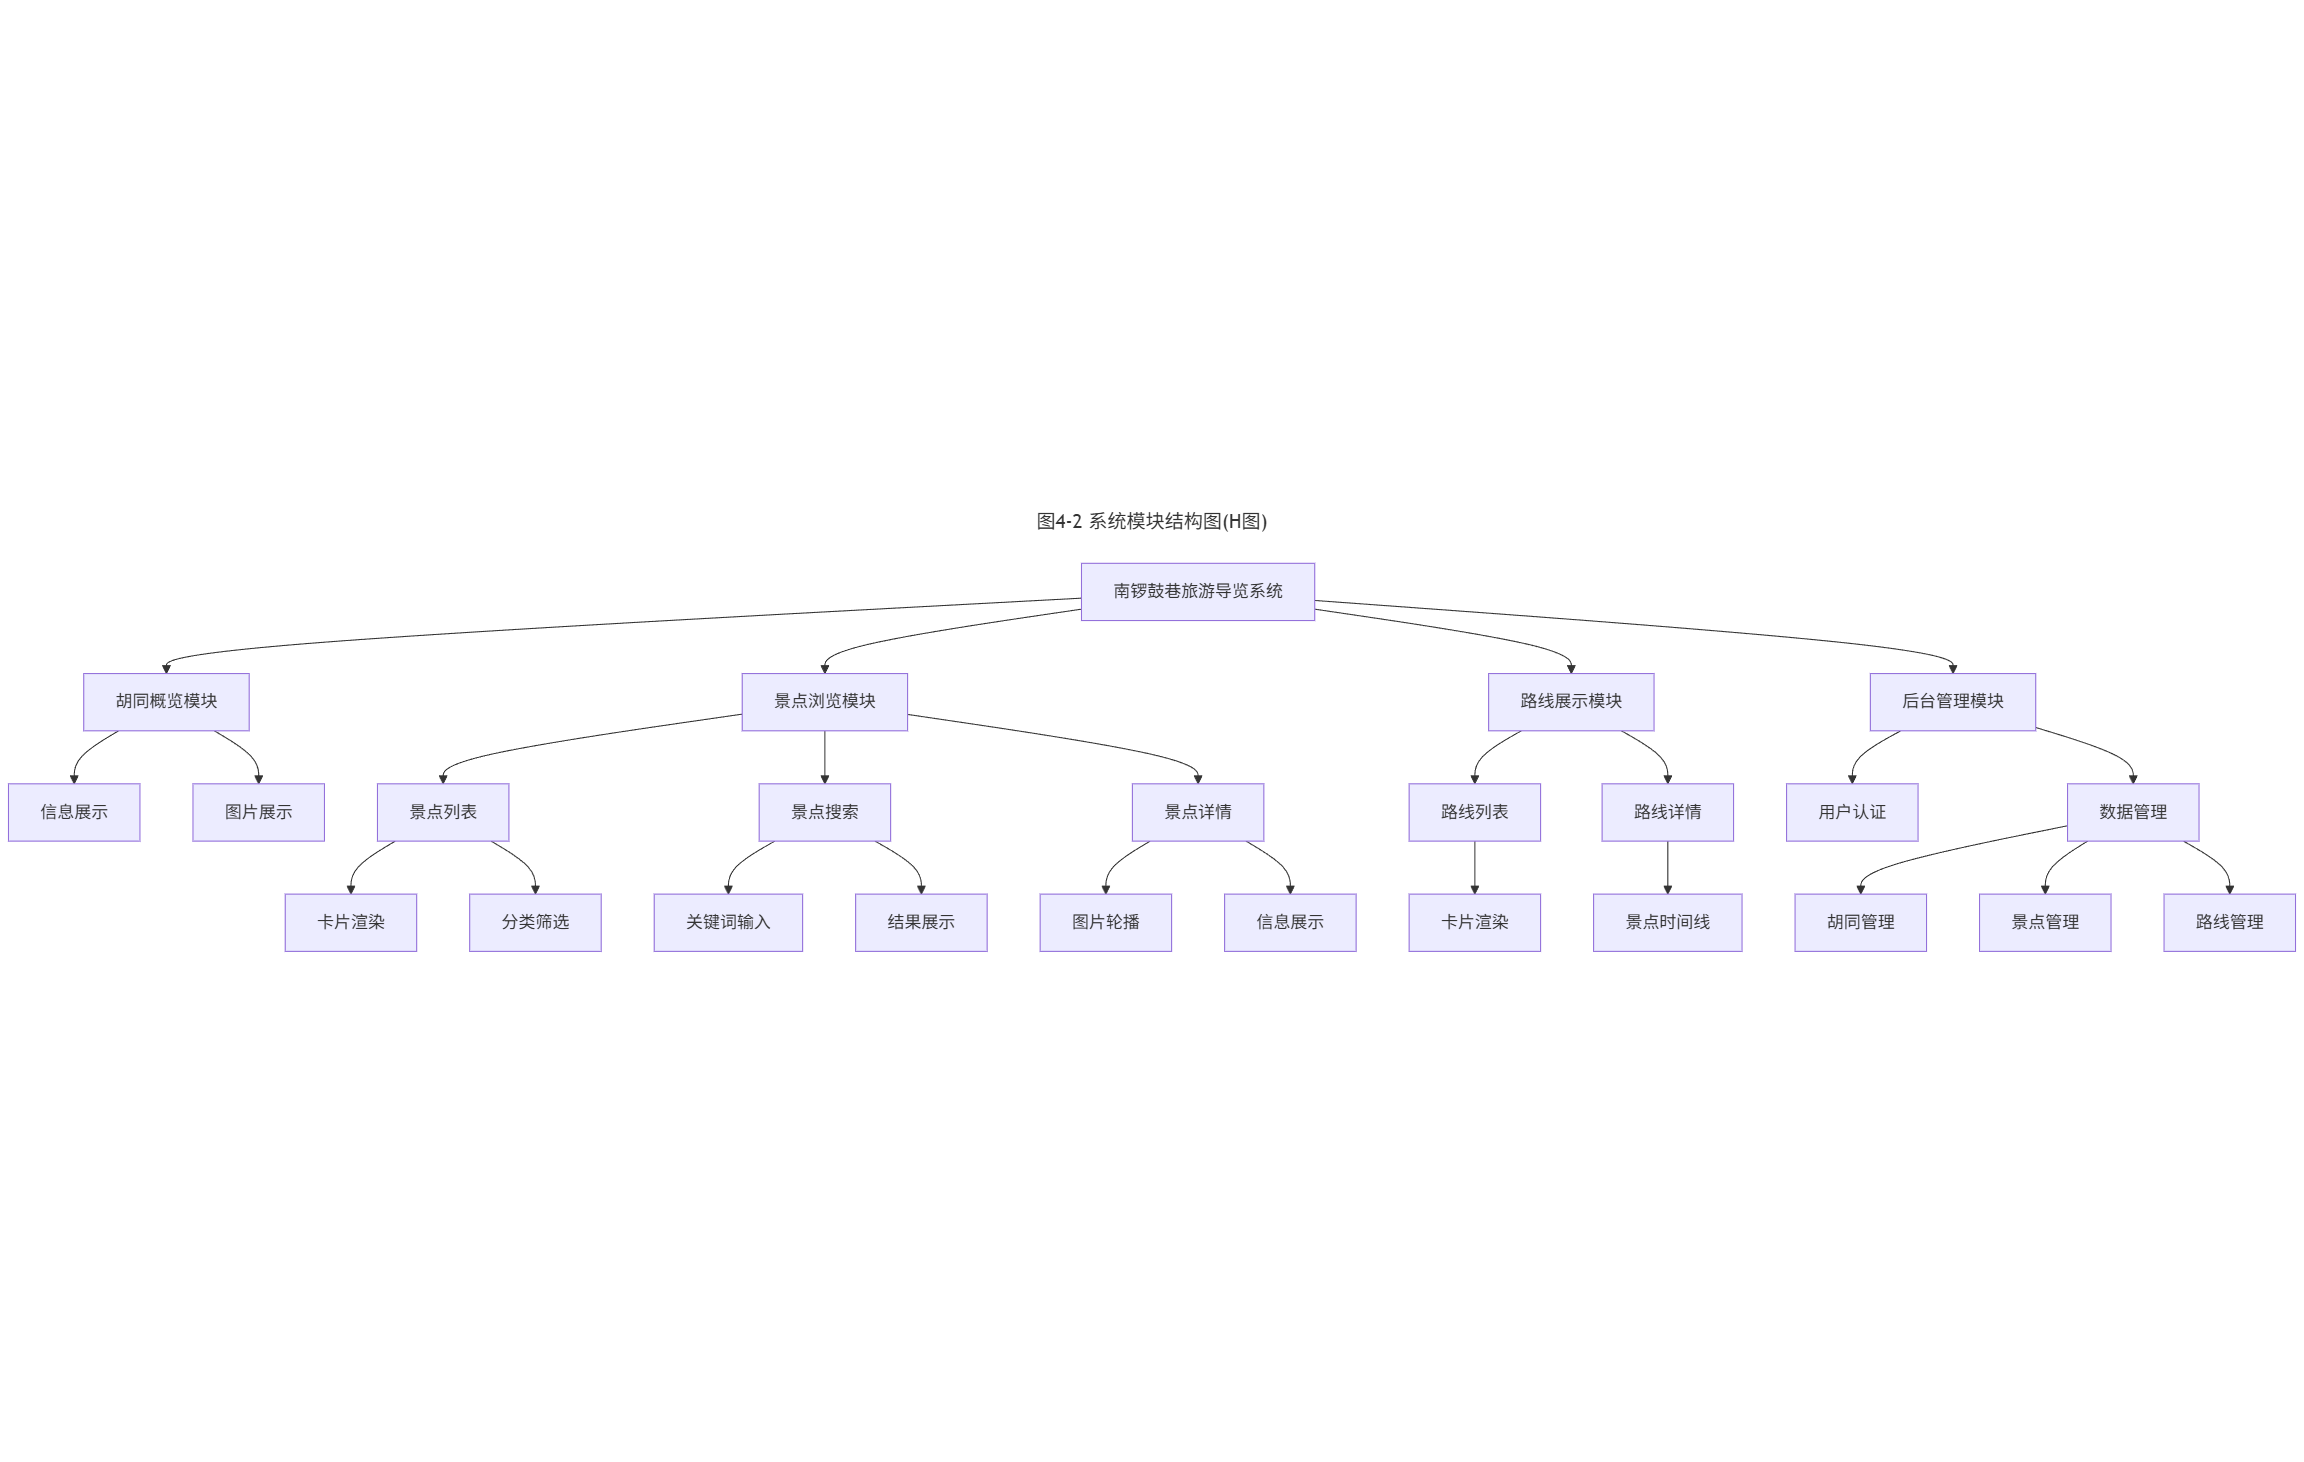 图4-2 系统模块结构图(H图)
南锣鼓巷旅游导览系统
胡同概览模块
景点浏览模块
路线展示模块
后台管理模块
信息展示
图片展示
景点列表
景点搜索
景点详情
路线列表
路线详情
用户认证
数据管理
卡片渲染
分类筛选
关键词输入
结果展示
图片轮播
信息展示
卡片渲染
景点时间线
胡同管理
景点管理
路线管理